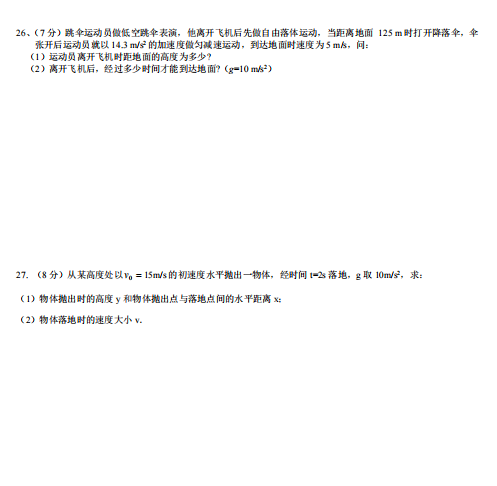 26、（7 分）跳伞运动员做低空跳伞表演，他离开飞机后先做自由落体运动，当距离地面 125 m 时打开降落伞，伞
张开后运动员就以 14.3 m/s² 的加速度做匀减速运动，到达地面时速度为 5 m/s，问：
（1）运动员离开飞机时距地面的高度为多少？
（2）离开飞机后，经过多少时间才能到达地面?（g=10 m/s²）
27. （8 分）从某高度处以v₀ = 15m/s 的初速度水平抛出一物体，经时间 t=2s 落地，g 取 10m/s²，求：
（1）物体抛出时的高度 y 和物体抛出点与落地点间的水平距离 x；
（2）物体落地时的速度大小 v.